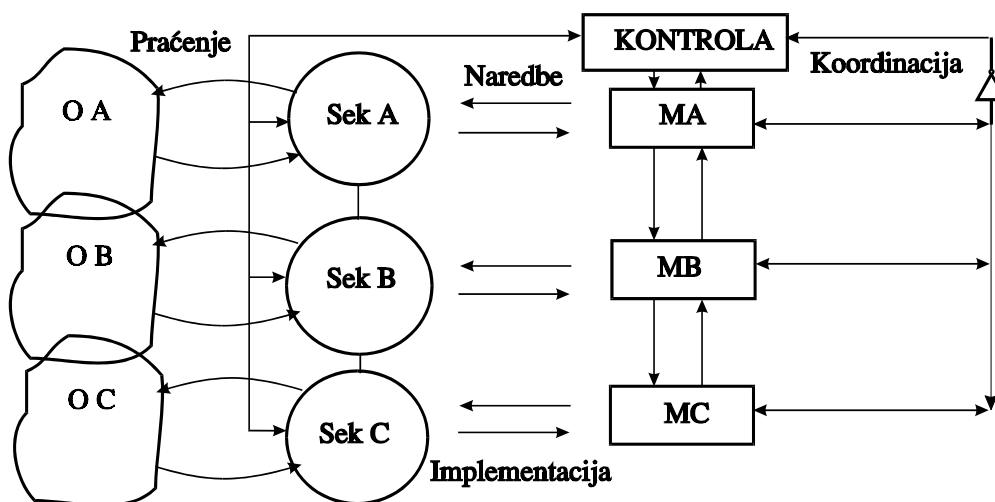 Praćenje
KONTROLA
Koordinacija
Naredbe
O A
Sek A
MA
O B
Sek B
MB
O C
Sek C
MC
Implementacija